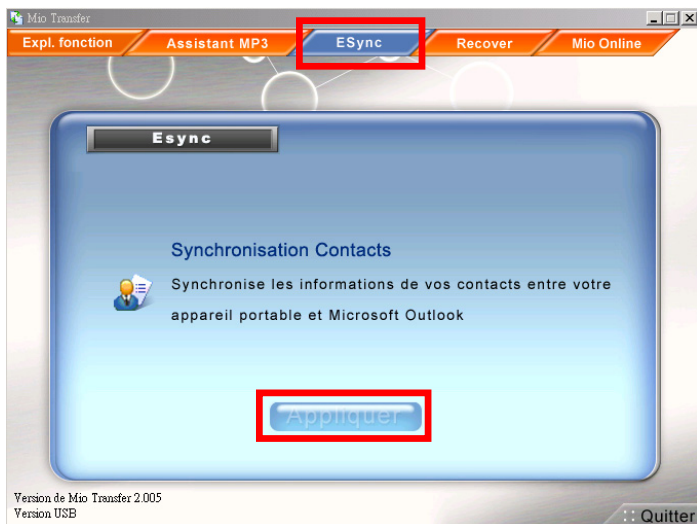 Mio Transfer
Expl. fonction Assistant MP3 ESync Recover Mio Online
Esync
Synchronisation Contacts
Synchronise les informations de vos contacts entre votre
appareil portable et Microsoft Outlook
Appliquer
Version de Mio Transfer 2.005
Version USB
:: Quitter